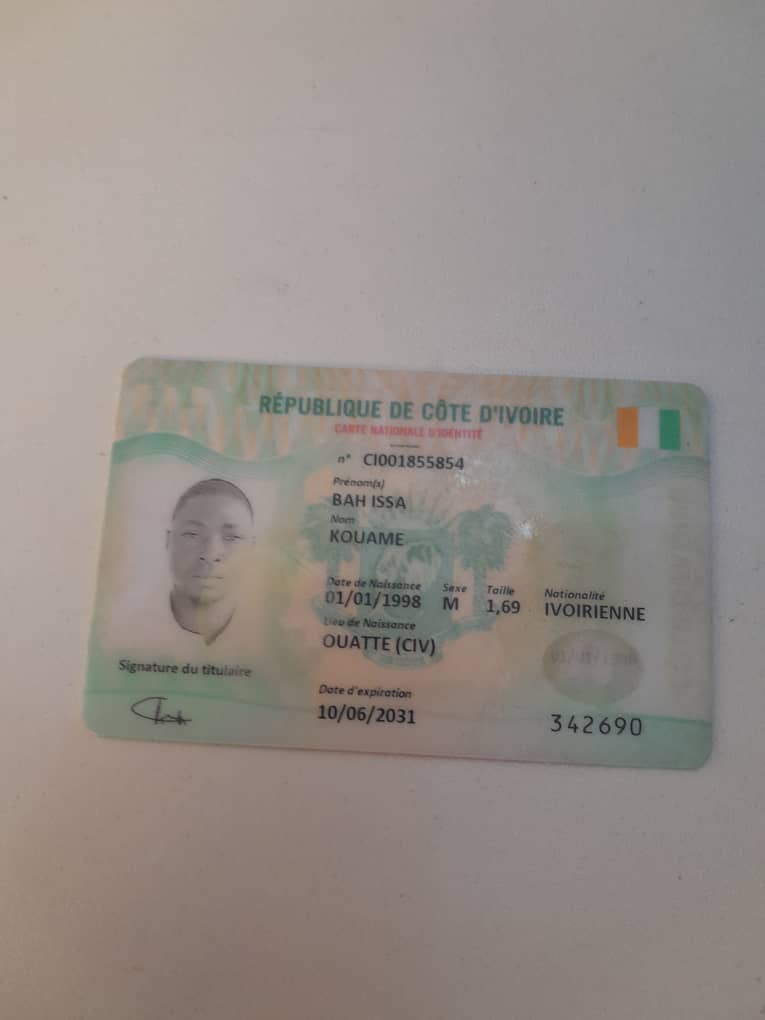 RÉPUBLIQUE DE CÔTE D'IVOIRE
CARTE NATIONALE D'IDENTITÉ
n° CI001855854
Prénom(s)
BAH ISSA
Nom
KOUAME
Date de Naissance Sexe Taille Nationalité
01/01/1998 M 1,69 IVOIRIENNE
Lieu de Naissance
OUATTE (CIV)
Signature du titulaire
Date d'expiration
10/06/2031
342690